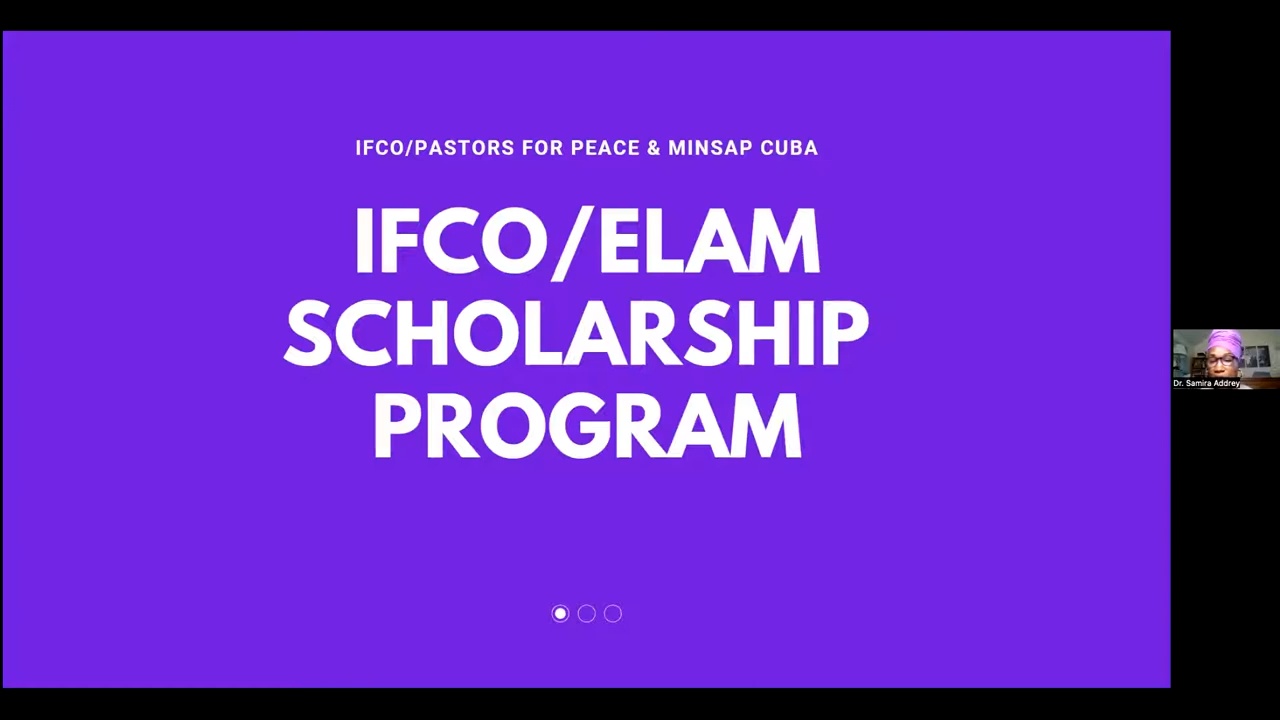 IFCO/PASTORS FOR PEACE & MINSAP CUBA
IFCO/ELAM
SCHOLARSHIP
PROGRAM
Dr. Samira Addrey